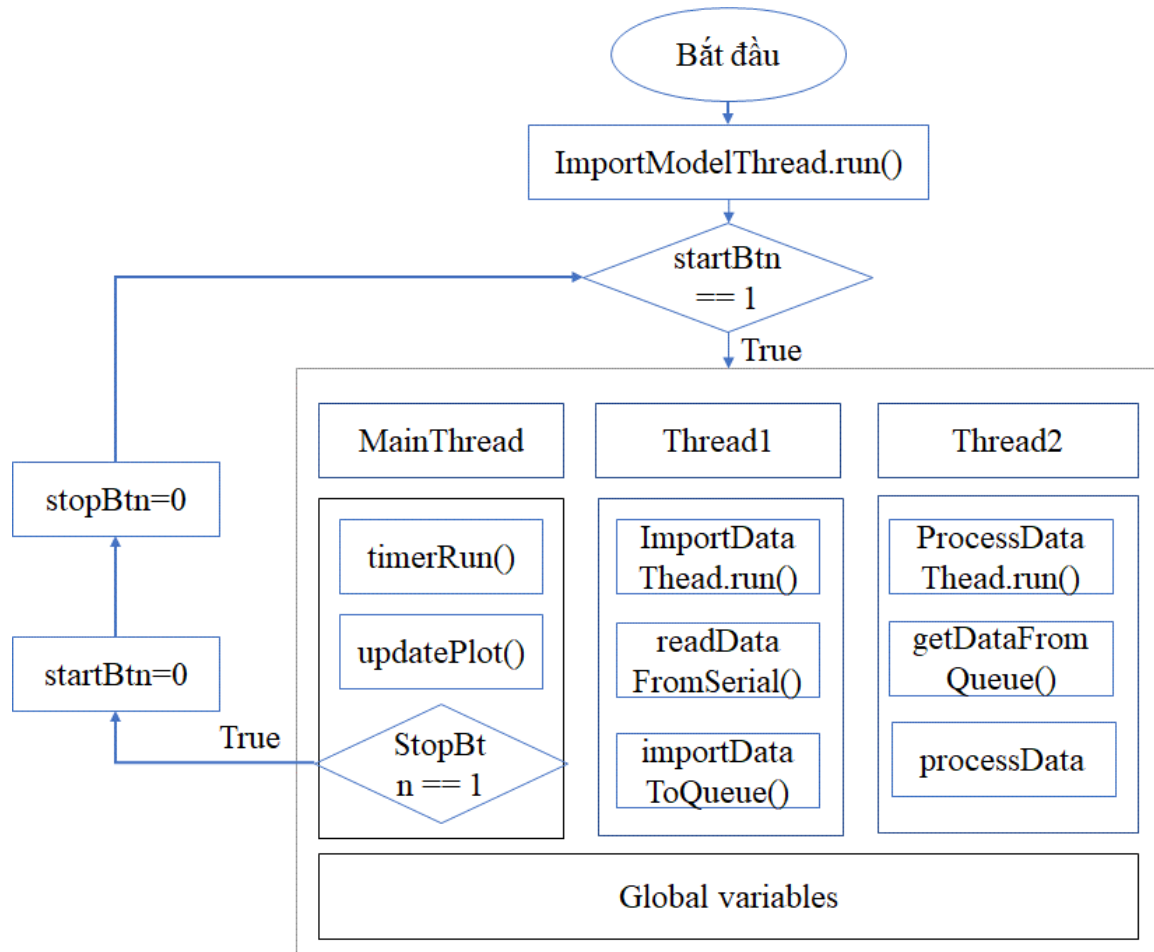 Bắt đầu
ImportModelThread.run()
startBtn
== 1
True
MainThread
Thread1
Thread2
stopBtn=0
timerRun()
ImportData
Thead.run()
ProcessData
Thead.run()
startBtn=0
updatePlot()
readData
FromSerial()
getDataFrom
Queue()
True
StopBt
n == 1
importData
ToQueue()
processData
Global variables